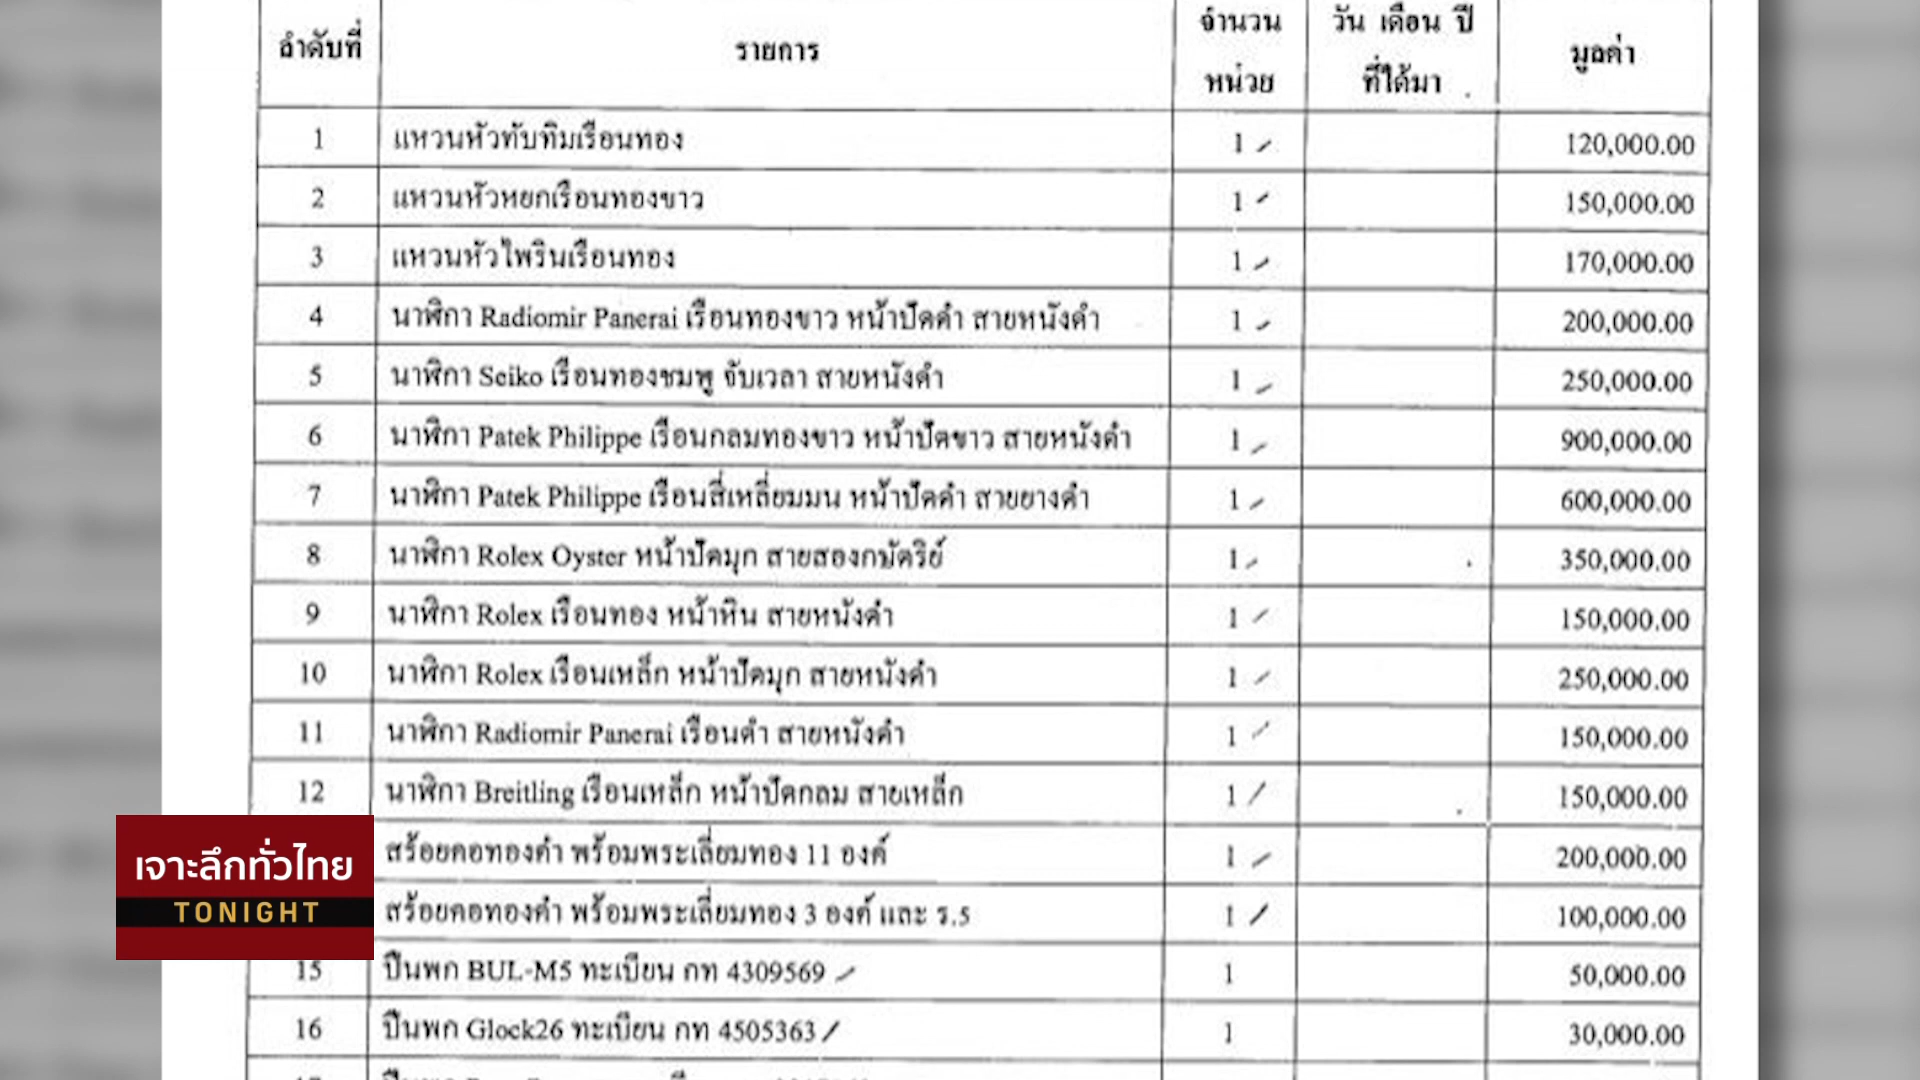 ลำดับที่ รายการ จำนวน หน่วย วัน เดือน ปี ที่ได้มา มูลค่า
1 แหวนหัวทับทิมเรือนทอง 1 120,000.00
2 แหวนหัวหยกเรือนทองขาว 1 150,000.00
3 แหวนหัวไพรินเรือนทอง 1 170,000.00
4 นาฬิกา Radiomir Panerai เรือนทองขาว หน้าปัดดำ สายหนังดำ 1 200,000.00
5 นาฬิกา Seiko เรือนทองชมพู จับเวลา สายหนังดำ 1 250,000.00
6 นาฬิกา Patek Philippe เรือนกลมทองขาว หน้าปัดขาว สายหนังดำ 1 900,000.00
7 นาฬิกา Patek Philippe เรือนสี่เหลี่ยมมน หน้าปัดดำ สายยางดำ 1 600,000.00
8 นาฬิกา Rolex Oyster หน้าปัดมุก สายสองกษัตริย์ 1 350,000.00
9 นาฬิกา Rolex เรือนทอง หน้าหิน สายหนังดำ 1 150,000.00
10 นาฬิกา Rolex เรือนเหล็ก หน้าปัดมุก สายหนังดำ 1 250,000.00
11 นาฬิกา Radiomir Panerai เรือนดำ สายหนังดำ 1 150,000.00
12 นาฬิกา Breitling เรือนเหล็ก หน้าปัดกลม สายเหล็ก 1 150,000.00
สร้อยคอทองคำ พร้อมพระเลี่ยมทอง 11 องค์ 1 200,000.00
สร้อยคอทองคำ พร้อมพระเลี่ยมทอง 3 องค์ และ ร.5 1 100,000.00
15 ปืนพก BUL-M5 ทะเบียน กท 4309569 1 50,000.00
16 ปืนพก Glock26 ทะเบียน กท 4505363 1 30,000.00
เจาะลึกทั่วไทย
TONIGHT